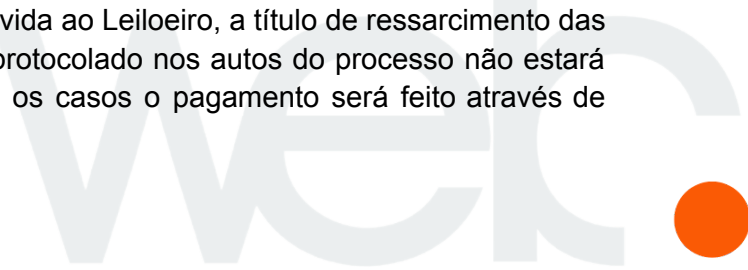 vida ao Leiloeiro, a título de ressarcimento das
protocolado nos autos do processo não estará
os casos o pagamento será feito através de
web.